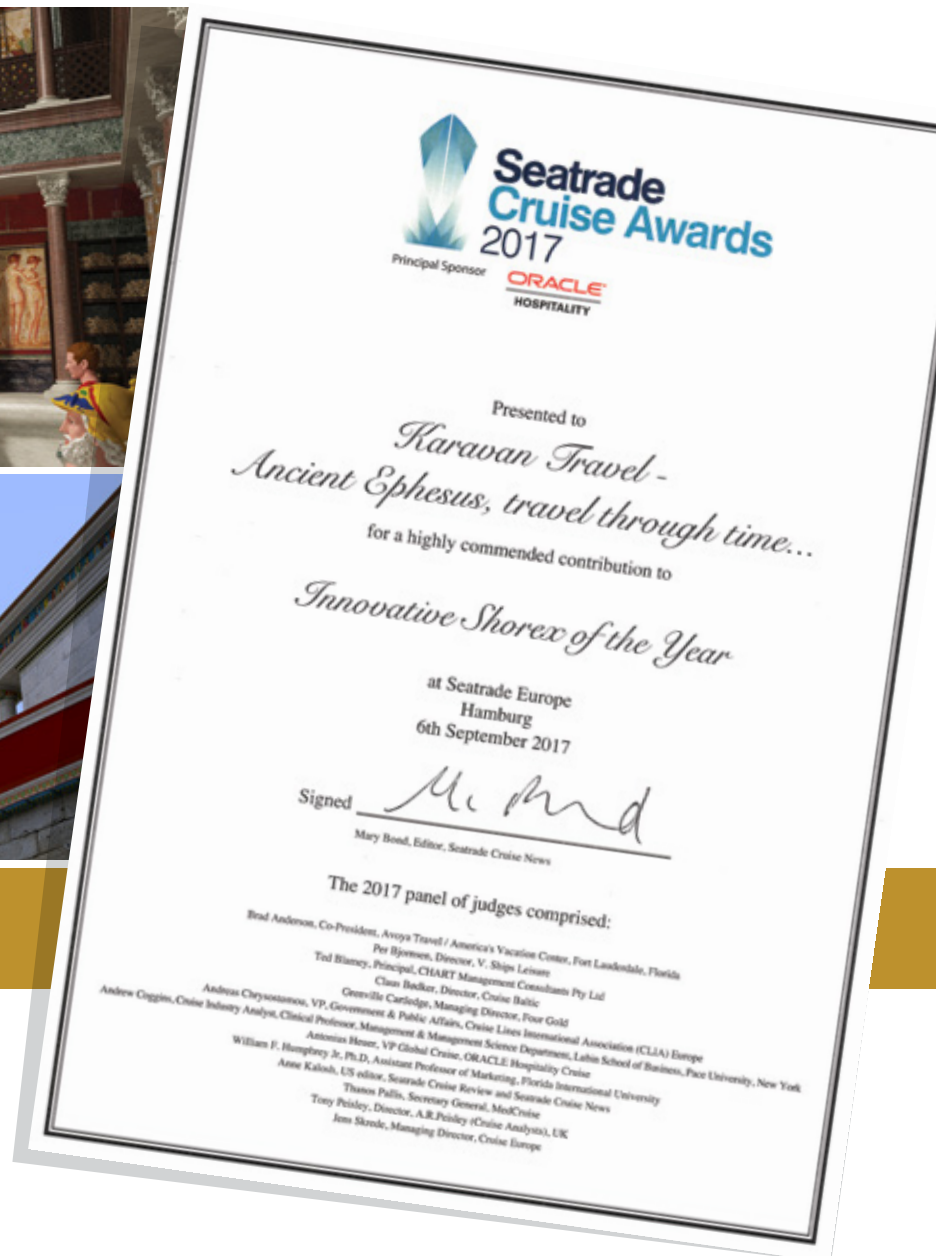 Seatrade
Cruise Awards
2017
Principal Sponsor
ORACLE
HOSPITALITY
Presented to
Karavan Travel -
Ancient Ephesus, travel through time...
for a highly commended contribution to
Innovative Shorex of the Year
at Seatrade Europe
Hamburg
6th September 2017
Signed
Mary Bond, Editor, Seatrade Cruise News
The 2017 panel of judges comprised:
Brad Anderson, Co-President, Avoya Travel / America's Vacation Center, Fort Lauderdale, Florida
Per Bjornsen, Director, V. Ships Leisure
Ted Blamey, Principal, CHART Management Consultants Pty Ltd
Claus Bødker, Director, Cruise Baltic
Grenville Cartledge, Managing Director, Four Gold
Andreas Chrysostomou, VP, Government & Public Affairs, Cruise Lines International Association (CLIA) Europe
Andrew Coggins, Cruise Industry Analyst, Clinical Professor, Management & Management Science Department, Lubin School of Business, Pace University, New York
Antonius Heuer, VP Global Cruise, ORACLE Hospitality Cruise
William F. Humphrey Jr, Ph.D, Assistant Professor of Marketing, Florida International University
Anne Kalosh, US editor, Seatrade Cruise Review and Seatrade Cruise News
Thanos Pallis, Secretary General, MedCruise
Tony Peisley, Director, A.R.Peisley (Cruise Analysts), UK
Jens Skrede, Managing Director, Cruise Europe